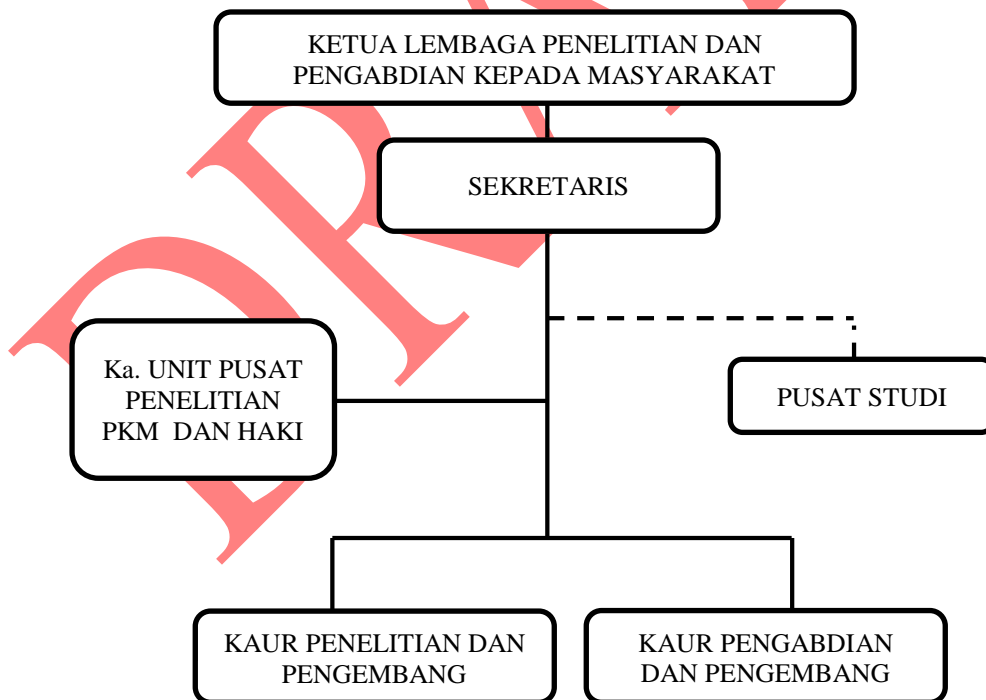 KETUA LEMBAGA PENELITIAN DAN
PENGABDIAN KEPADA MASYARAKAT
SEKRETARIS
Ka. UNIT PUSAT
PENELITIAN
PKM DAN HAKI
PUSAT STUDI
KAUR PENELITIAN DAN
PENGEMBANG
KAUR PENGABDIAN
DAN PENGEMBANG